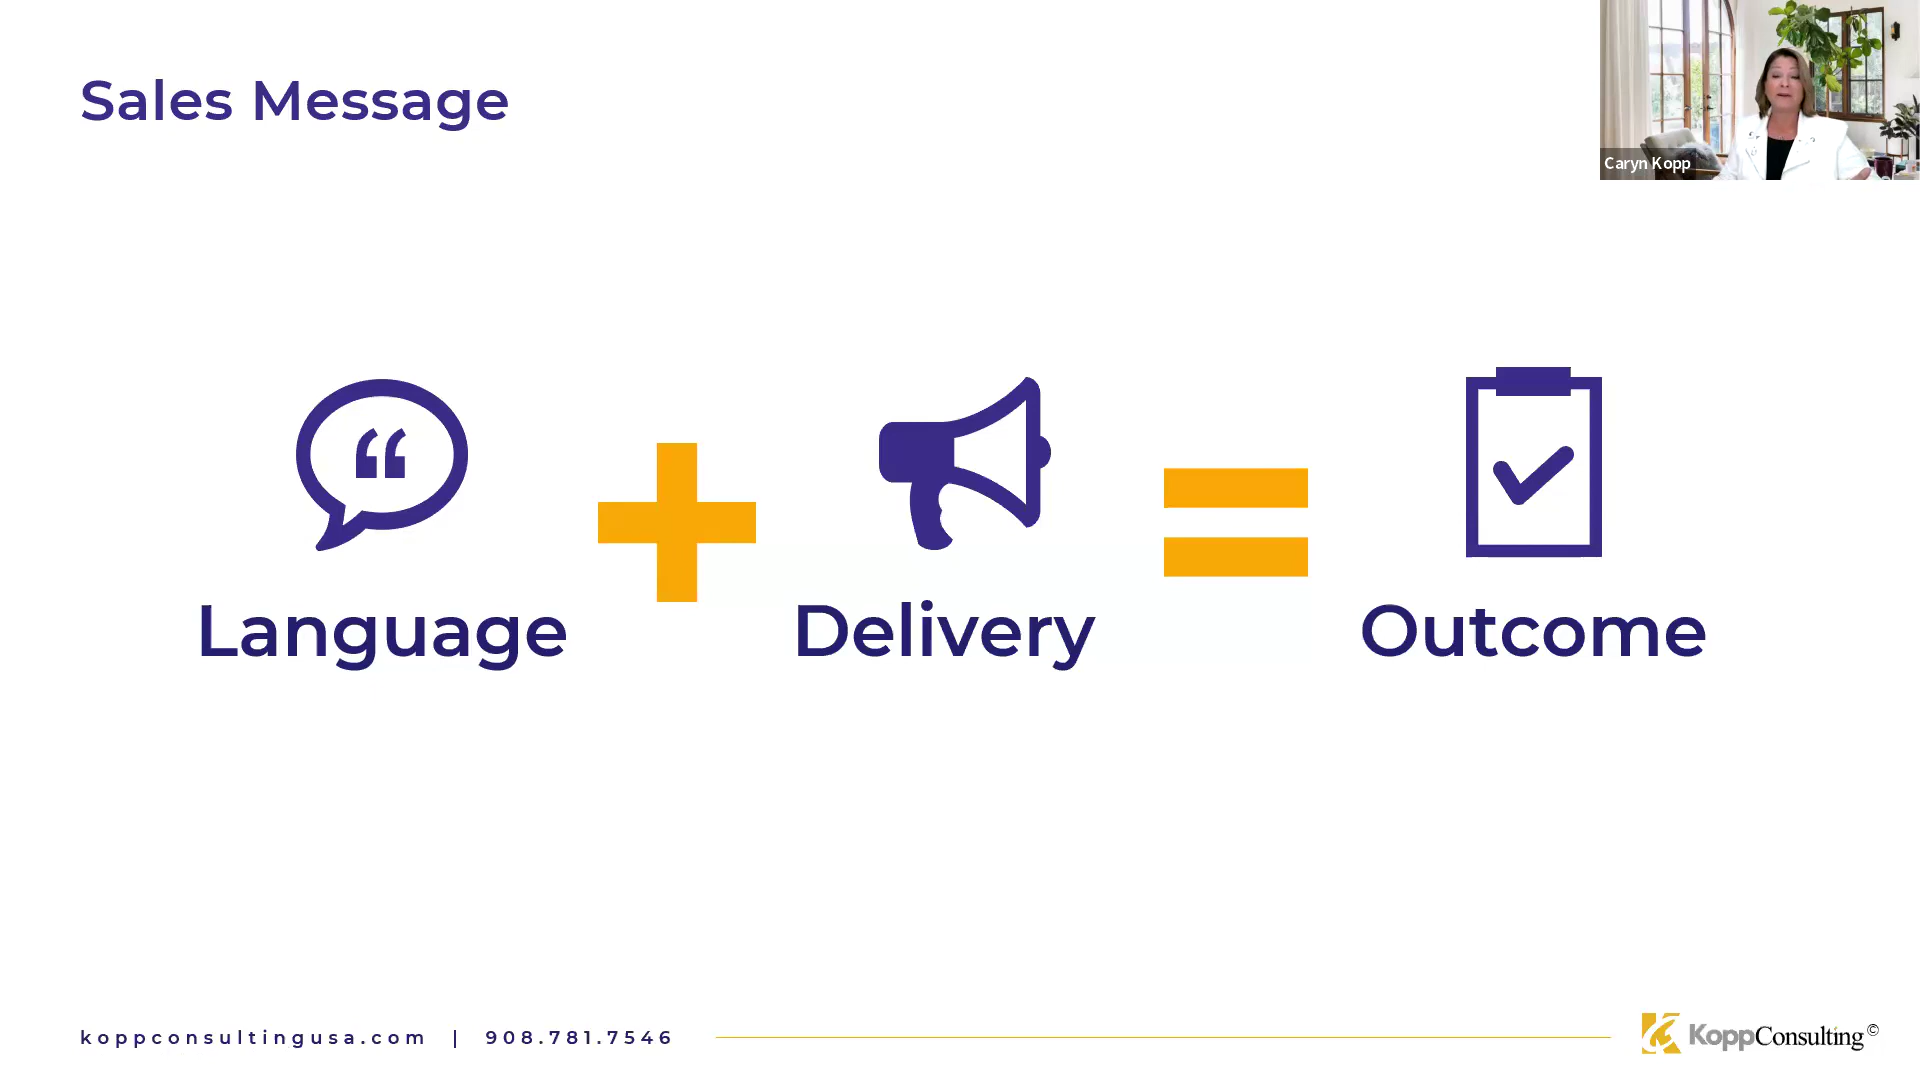 Sales Message
Caryn Kopp
“
Language
Delivery
Outcome
koppconsultingusa.com | 908.781.7546
KoppConsulting©